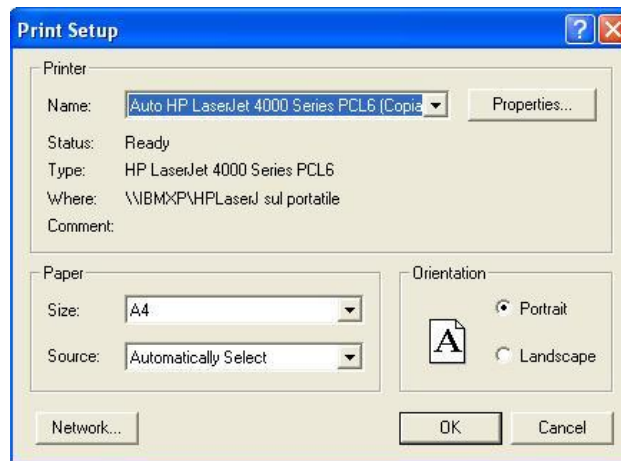 Print Setup
Printer
Name: Auto HP LaserJet 4000 Series PCL6 (Copia Properties...
Status: Ready
Type: HP LaserJet 4000 Series PCL6
Where: \\IBMXP\HPLaserJ sul portatile
Comment:
Paper
Size: A4
Source: Automatically Select
Orientation
A
Portrait
Landscape
Network... OK Cancel